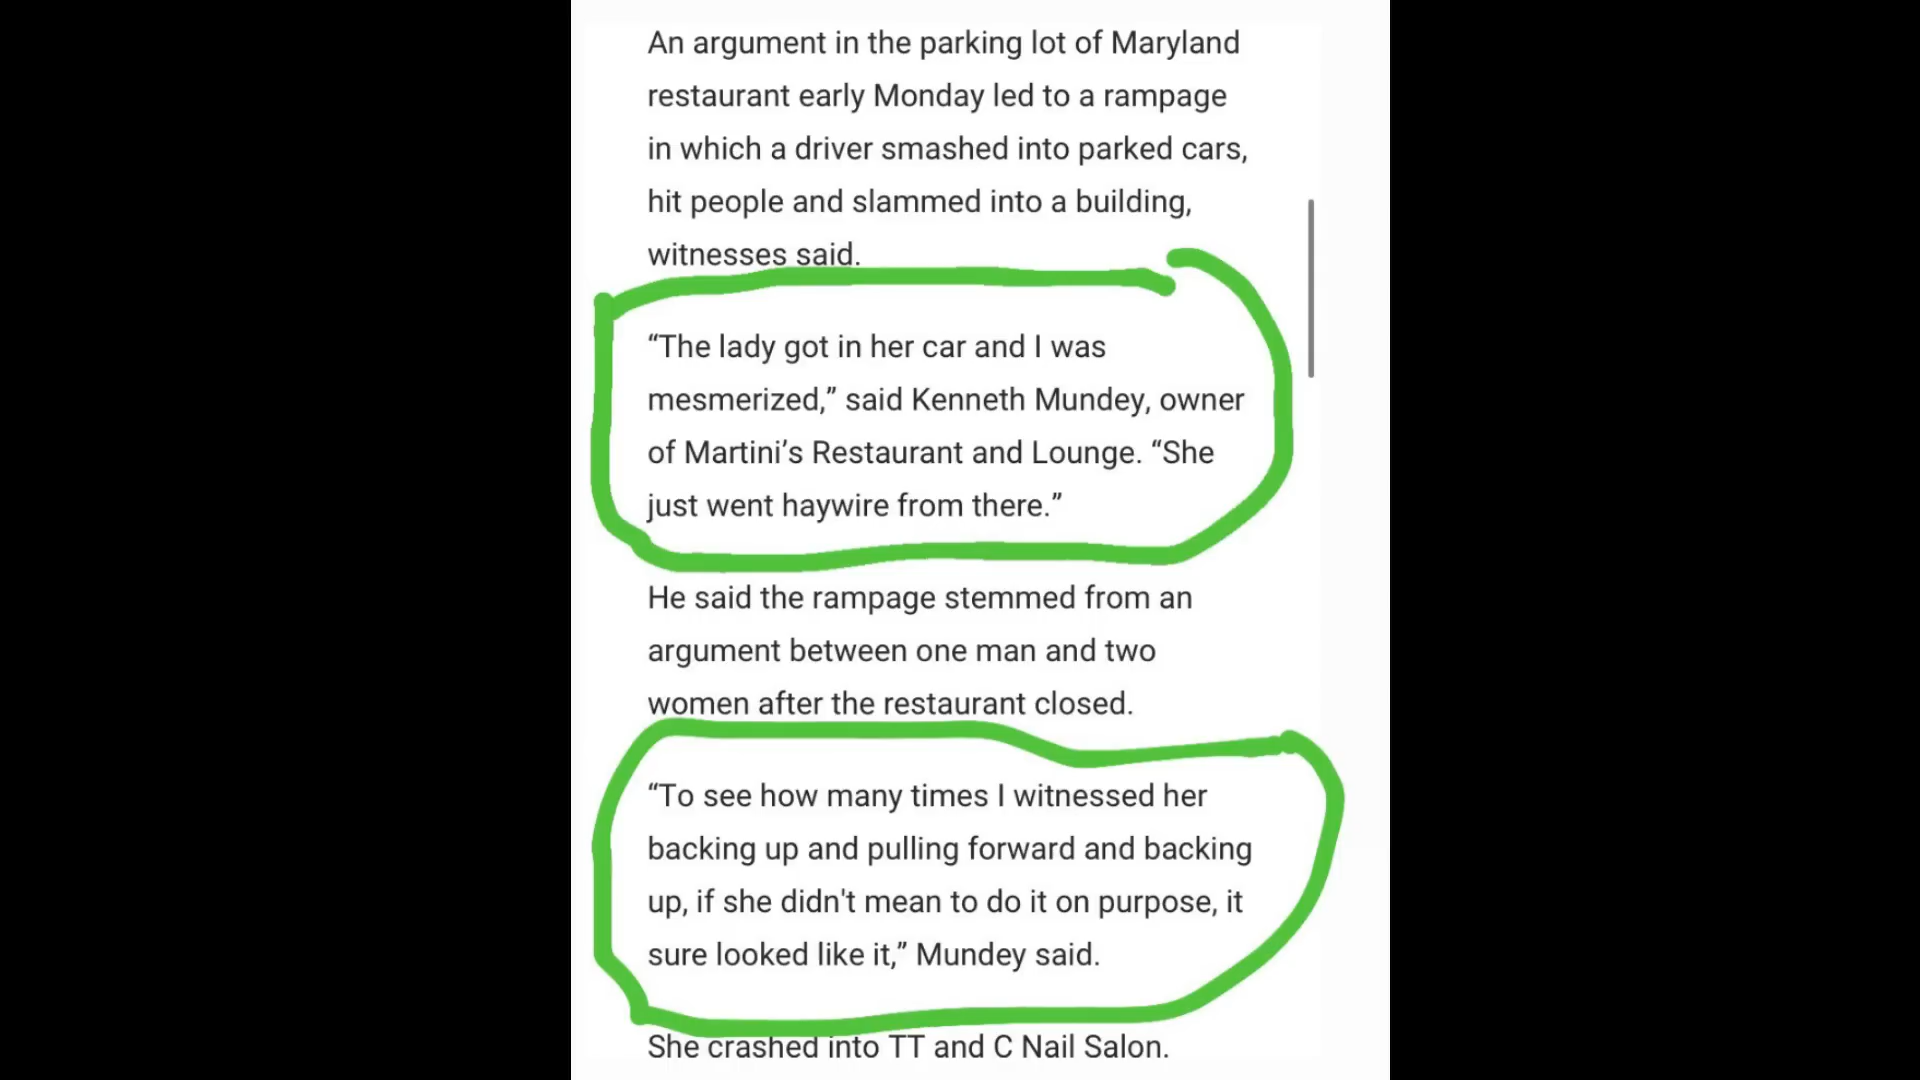 An argument in the parking lot of Maryland
restaurant early Monday led to a rampage
in which a driver smashed into parked cars,
hit people and slammed into a building,
witnesses said.
“The lady got in her car and I was
mesmerized,” said Kenneth Mundey, owner
of Martini’s Restaurant and Lounge. “She
just went haywire from there.”
He said the rampage stemmed from an
argument between one man and two
women after the restaurant closed.
“To see how many times I witnessed her
backing up and pulling forward and backing
up, if she didn't mean to do it on purpose, it
sure looked like it,” Mundey said.
She crashed into TT and C Nail Salon.